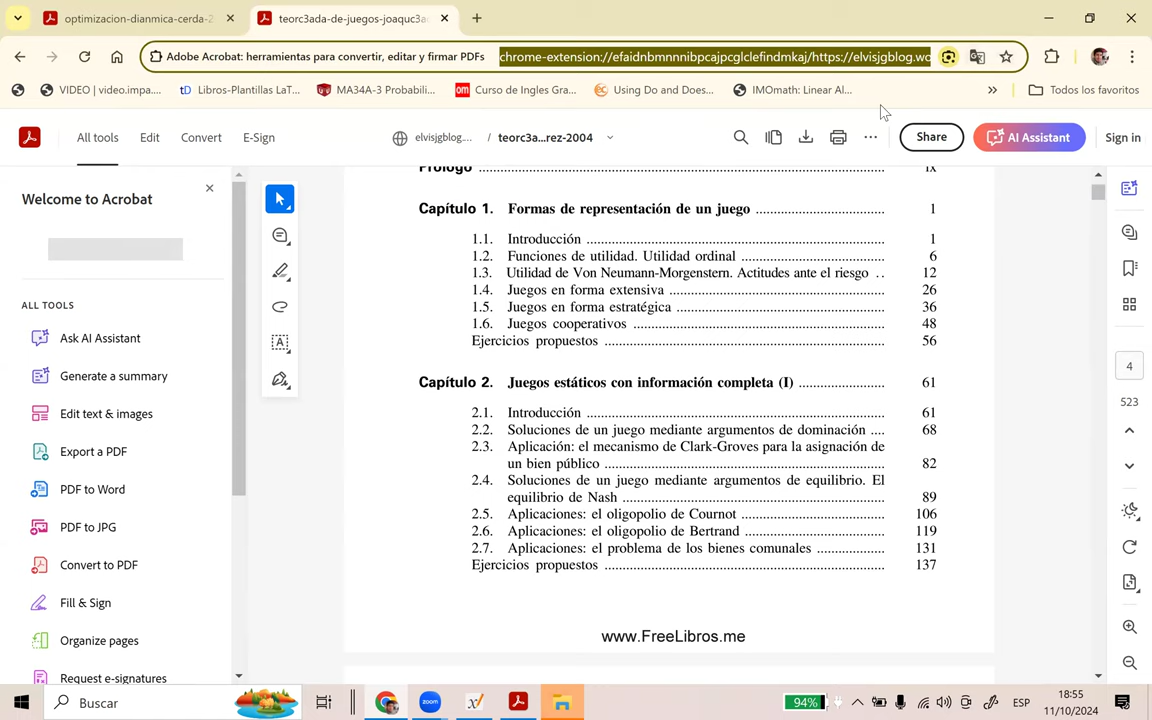 optimizacion-dianmica-cerda-2
teorc3ada-de-juegos-joaquc3ad
Adobe Acrobat: herramientas para convertir, editar y firmar PDFs
chrome-extension://efaidnbmnnnibpcajpcglclefindmkaj/https://elvisjgblog.wo
VIDEO | video.impa....
Libros-Plantillas LaT...
MA34A-3 Probabili...
Curso de Ingles Gra...
Using Do and Does...
IMOmath: Linear Al...
Todos los favoritos
All tools
Edit
Convert
E-Sign
elvisjgblog....
/ teorc3a...rez-2004
Share
AI Assistant
Sign in
Welcome to Acrobat
ALL TOOLS
Ask AI Assistant
Generate a summary
Edit text & images
Export a PDF
PDF to Word
PDF to JPG
Convert to PDF
Fill & Sign
Organize pages
Request e-signatures
Prólogo ix
Capítulo 1. Formas de representación de un juego 1
1.1. Introducción 1
1.2. Funciones de utilidad. Utilidad ordinal 6
1.3. Utilidad de Von Neumann-Morgenstern. Actitudes ante el riesgo .. 12
1.4. Juegos en forma extensiva 26
1.5. Juegos en forma estratégica 36
1.6. Juegos cooperativos 48
Ejercicios propuestos 56
Capítulo 2. Juegos estáticos con información completa (I) 61
2.1. Introducción 61
2.2. Soluciones de un juego mediante argumentos de dominación .... 68
2.3. Aplicación: el mecanismo de Clark-Groves para la asignación de
un bien público 82
2.4. Soluciones de un juego mediante argumentos de equilibrio. El
equilibrio de Nash 89
2.5. Aplicaciones: el oligopolio de Cournot 106
2.6. Aplicaciones: el oligopolio de Bertrand 119
2.7. Aplicaciones: el problema de los bienes comunales 131
Ejercicios propuestos 137
www.FreeLibros.me
4
523
Buscar
zoom
94%
ESP
18:55
11/10/2024